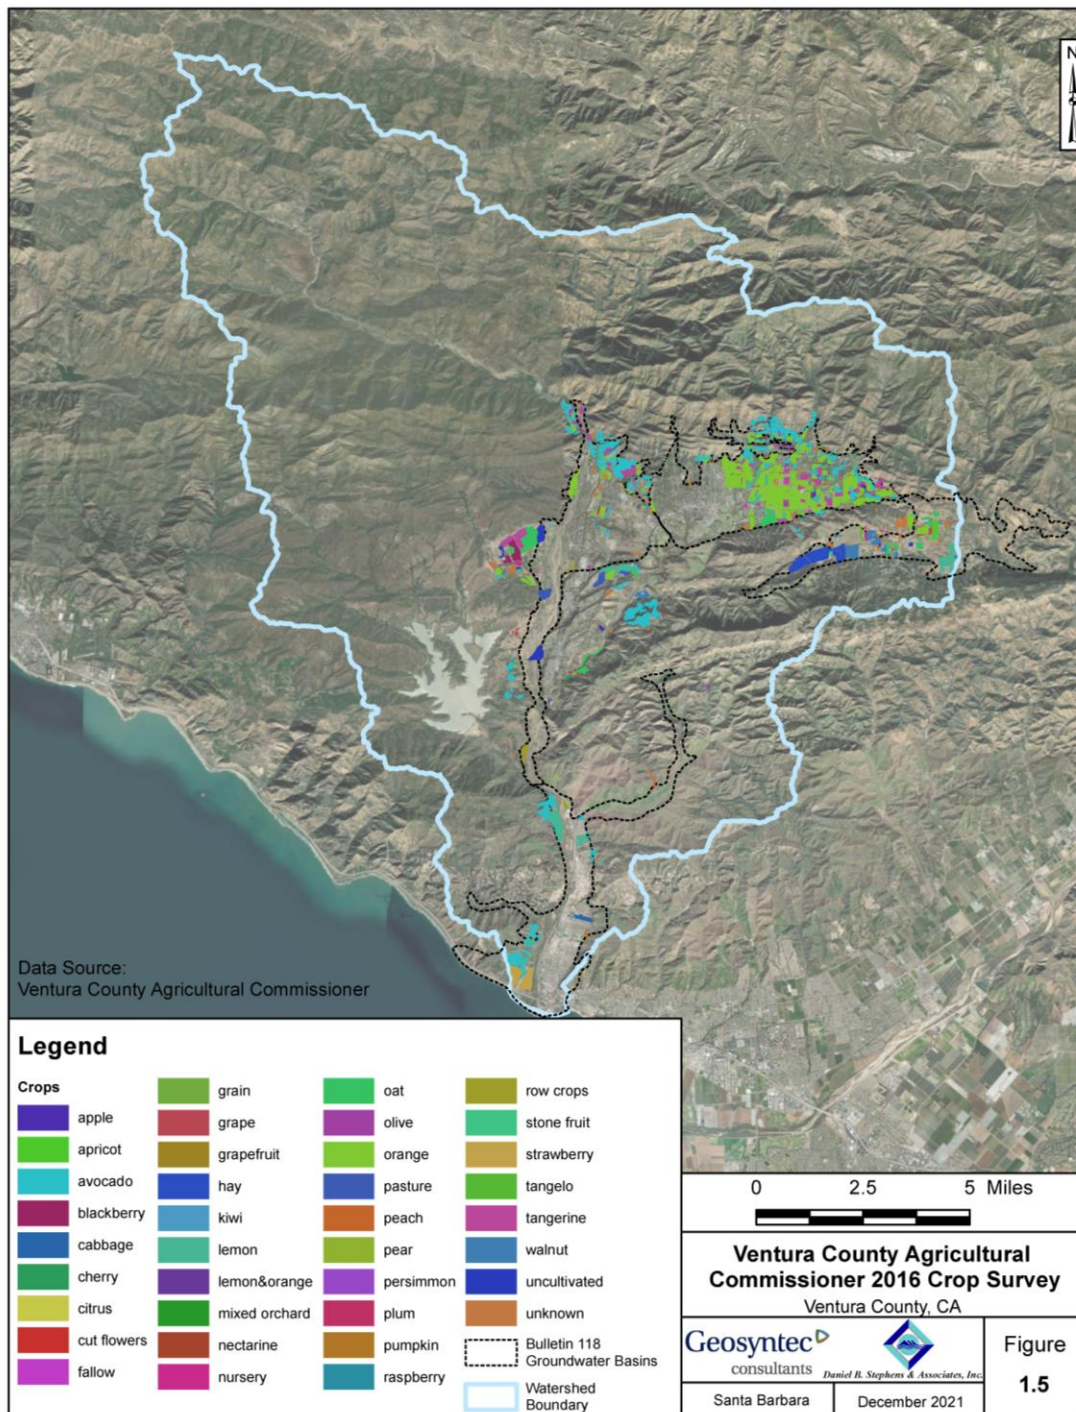 N
Data Source:
Ventura County Agricultural Commissioner
Legend
Crops
apple
apricot
avocado
blackberry
cabbage
cherry
citrus
cut flowers
fallow
grain
grape
grapefruit
hay
kiwi
lemon
lemon&orange
mixed orchard
nectarine
nursery
oat
olive
orange
pasture
peach
pear
persimmon
plum
pumpkin
raspberry
row crops
stone fruit
strawberry
tangelo
tangerine
walnut
uncultivated
unknown
Bulletin 118
Groundwater Basins
Watershed
Boundary
0 2.5 5 Miles
Ventura County Agricultural
Commissioner 2016 Crop Survey
Ventura County, CA
Geosyntec
consultants
Daniel B. Stephens & Associates, Inc.
Santa Barbara
December 2021
Figure
1.5